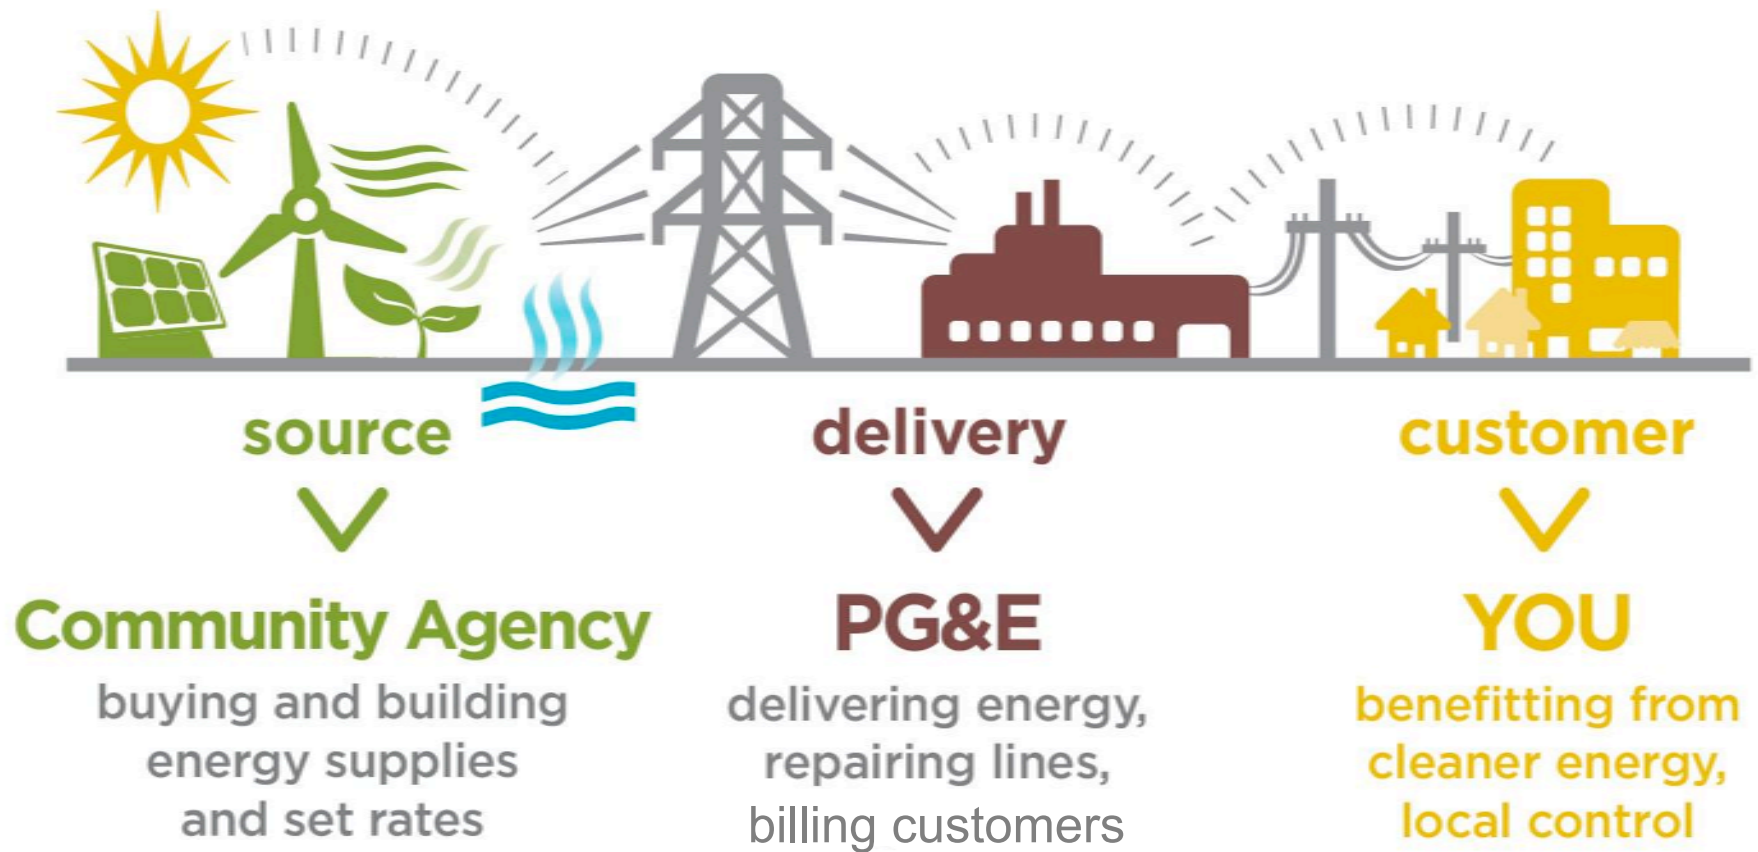 source
delivery
customer
Community Agency
buying and building
energy supplies
and set rates
PG&E
delivering energy,
repairing lines,
billing customers
YOU
benefitting from
cleaner energy,
local control